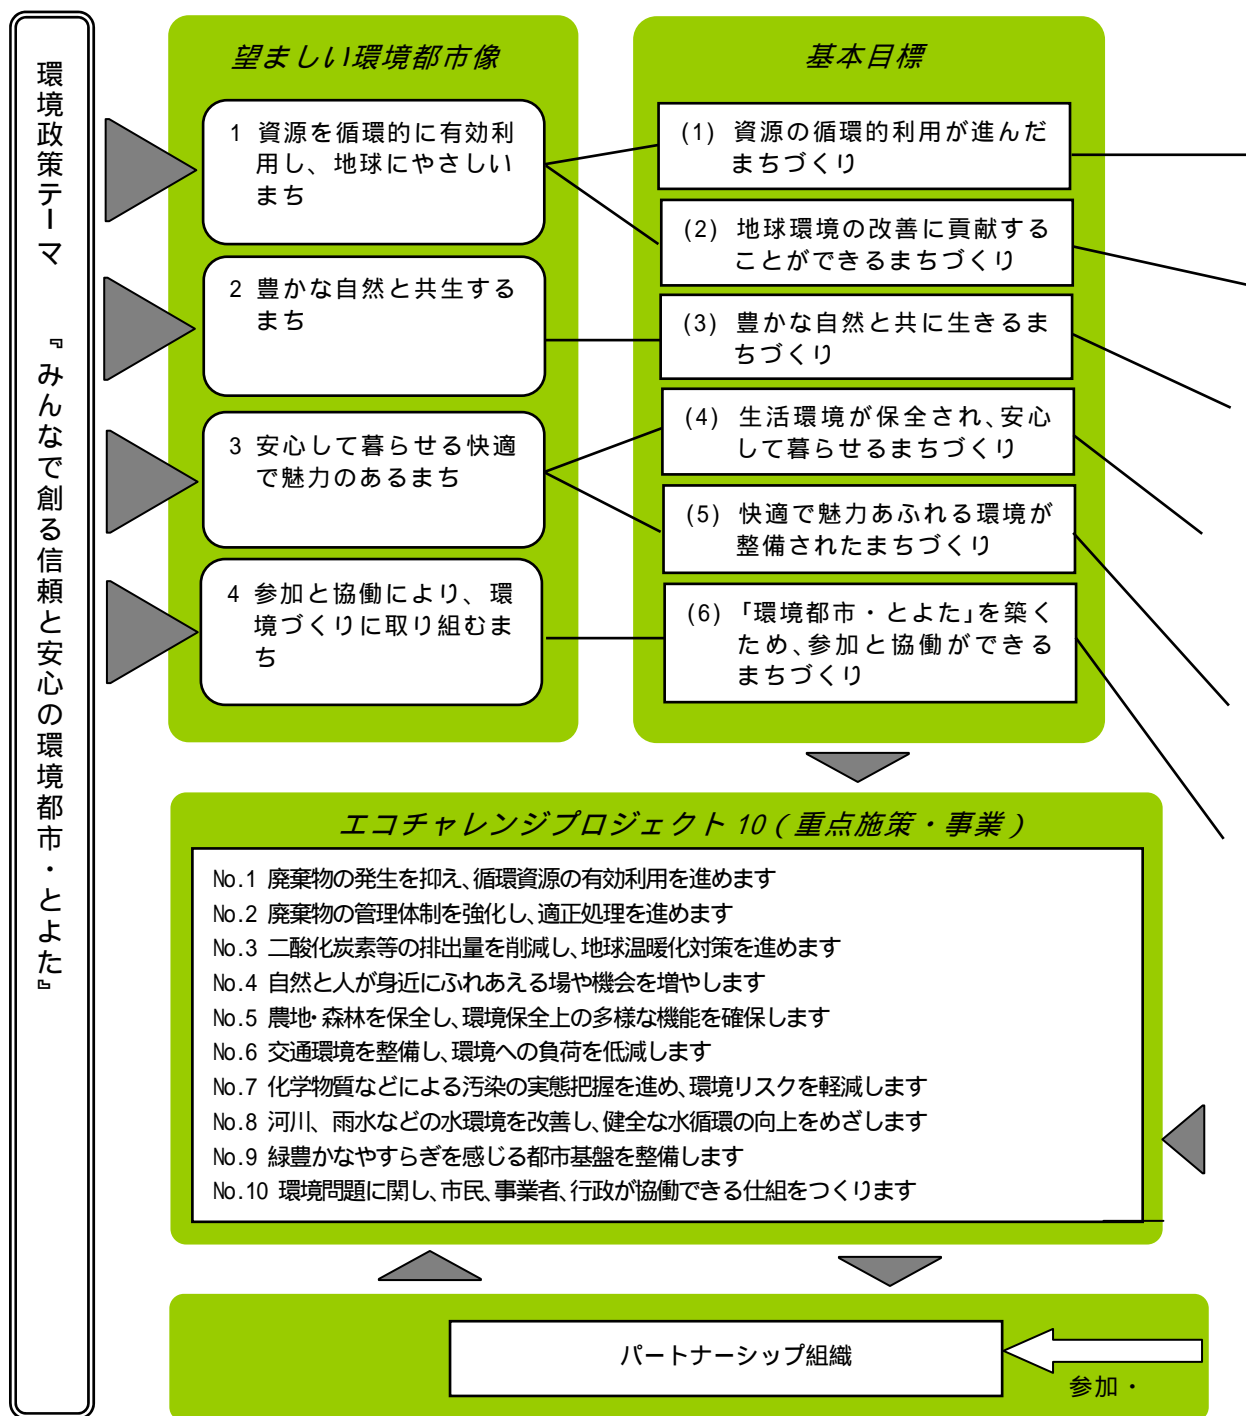 環境政策テーマ　『みんなで創る信頼と安心の環境都市・とよた』
望ましい環境都市像
1 資源を循環的に有効利
用し、地球にやさしい
まち
2 豊かな自然と共生する
まち
3 安心して暮らせる快適
で魅力のあるまち
4 参加と協働により、環
境づくりに取り組むま
ち
基本目標
(1) 資源の循環的利用が進んだ
まちづくり
(2) 地球環境の改善に貢献する
ことができるまちづくり
(3) 豊かな自然と共に生きるま
ちづくり
(4) 生活環境が保全され、安心
して暮らせるまちづくり
(5) 快適で魅力あふれる環境が
整備されたまちづくり
(6) 「環境都市・とよた」を築く
ため、参加と協働ができる
まちづくり
エコチャレンジプロジェクト10（重点施策・事業）
No.1 廃棄物の発生を抑え、循環資源の有効利用を進めます
No.2 廃棄物の管理体制を強化し、適正処理を進めます
No.3 二酸化炭素等の排出量を削減し、地球温暖化対策を進めます
No.4 自然と人が身近にふれあえる場や機会を増やします
No.5 農地・森林を保全し、環境保全上の多様な機能を確保します
No.6 交通環境を整備し、環境への負荷を低減します
No.7 化学物質などによる汚染の実態把握を進め、環境リスクを軽減します
No.8 河川、雨水などの水環境を改善し、健全な水循環の向上をめざします
No.9 緑豊かなやすらぎを感じる都市基盤を整備します
No.10 環境問題に関し、市民、事業者、行政が協働できる仕組をつくります
パートナーシップ組織
参加・